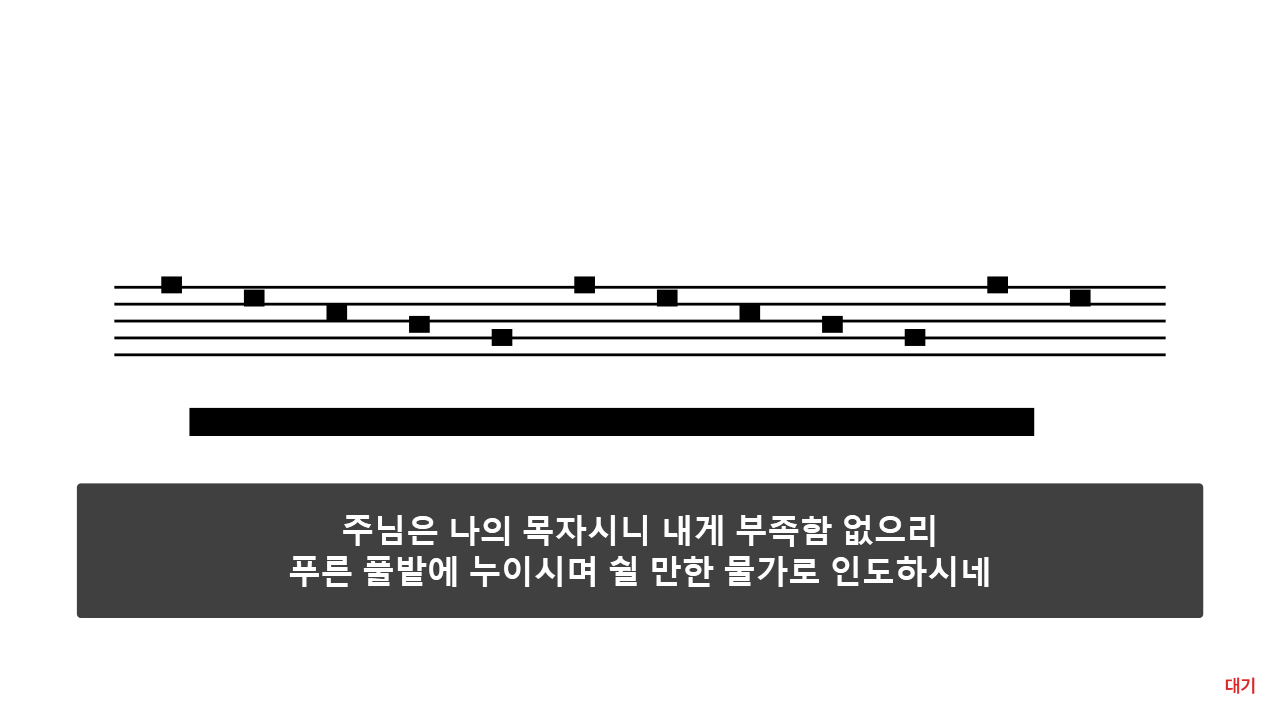 주님은 나의 목자시니 내게 부족함 없으리
푸른 풀밭에 누이시며 쉴 만한 물가로 인도하시네
대기